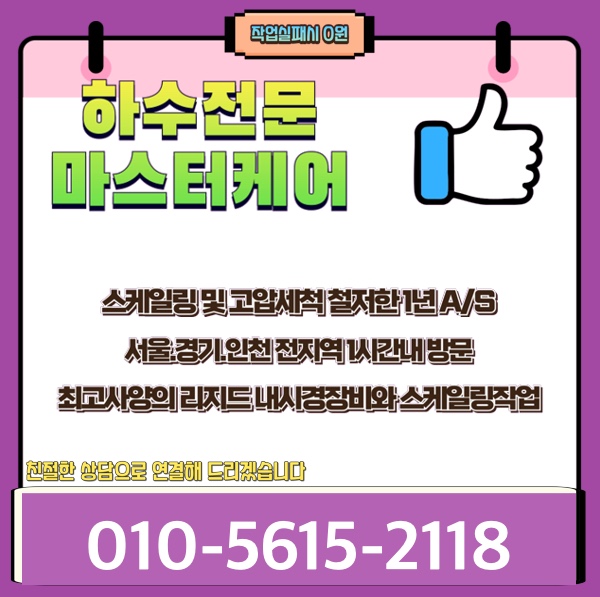 작업실패시 0원
하수전문
마스터케어
스케일링 및 고압세척 철저한 1년 A/S
서울.경기.인천 전지역 1시간내 방문
최고사양의 리지드 내시경장비와 스케일링작업
친절한 상담으로 연결해 드리겠습니다
010-5615-2118